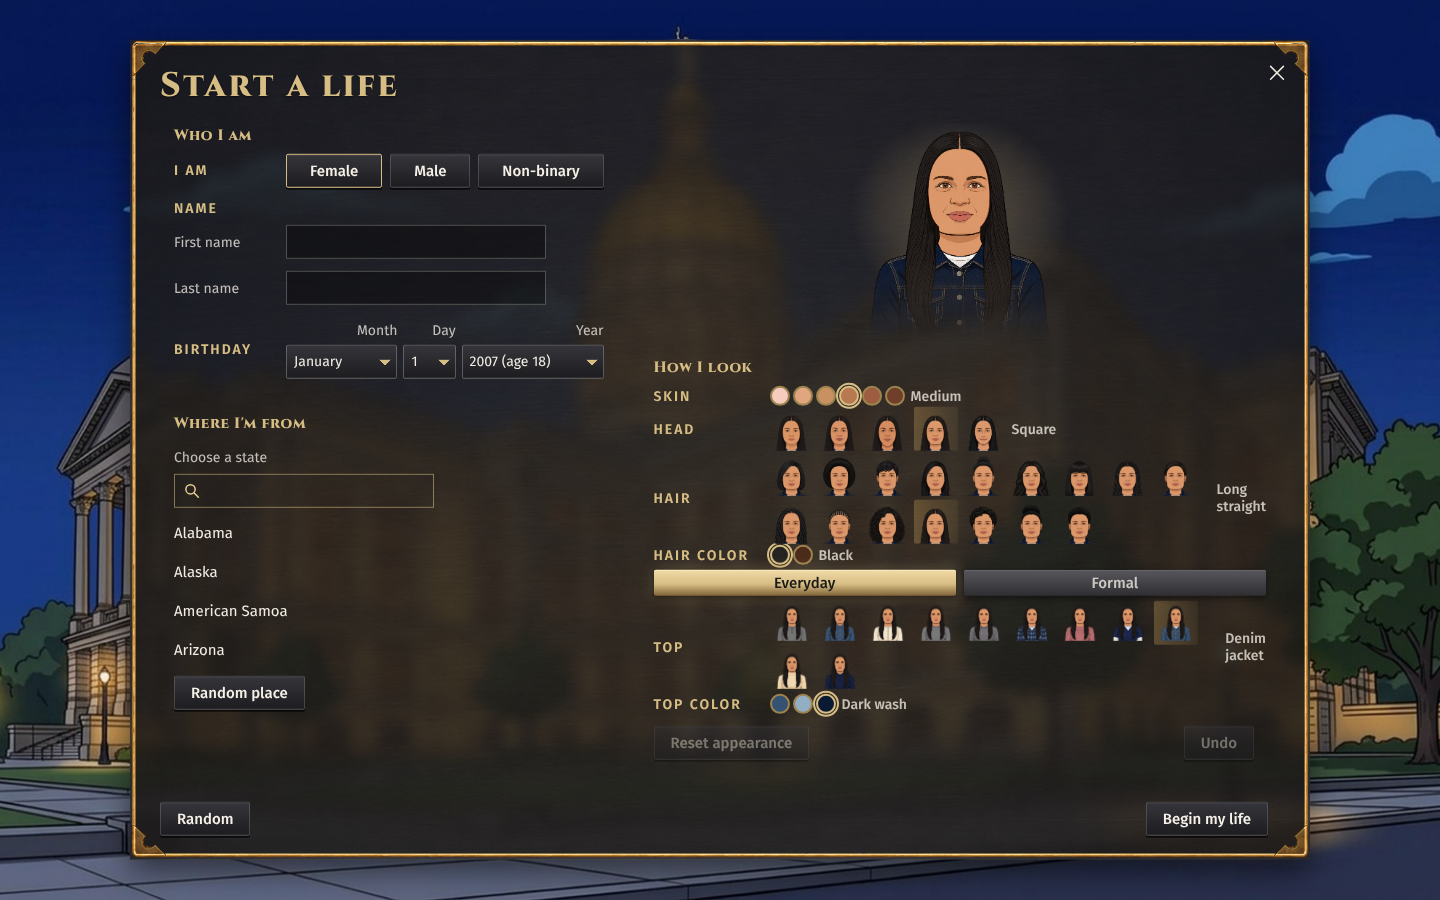 START A LIFE
WHO I AM
I AM
Female
Male
Non-binary
NAME
First name
Last name
Month
Day
Year
BIRTHDAY
January
1
2007 (age 18)
WHERE I'M FROM
Choose a state
Alabama
Alaska
American Samoa
Arizona
Random place
HOW I LOOK
SKIN
Medium
HEAD
Square
HAIR
Long
straight
HAIR COLOR
Black
Everyday
Formal
TOP
Denim
jacket
TOP COLOR
Dark wash
Reset appearance
Undo
Random
Begin my life